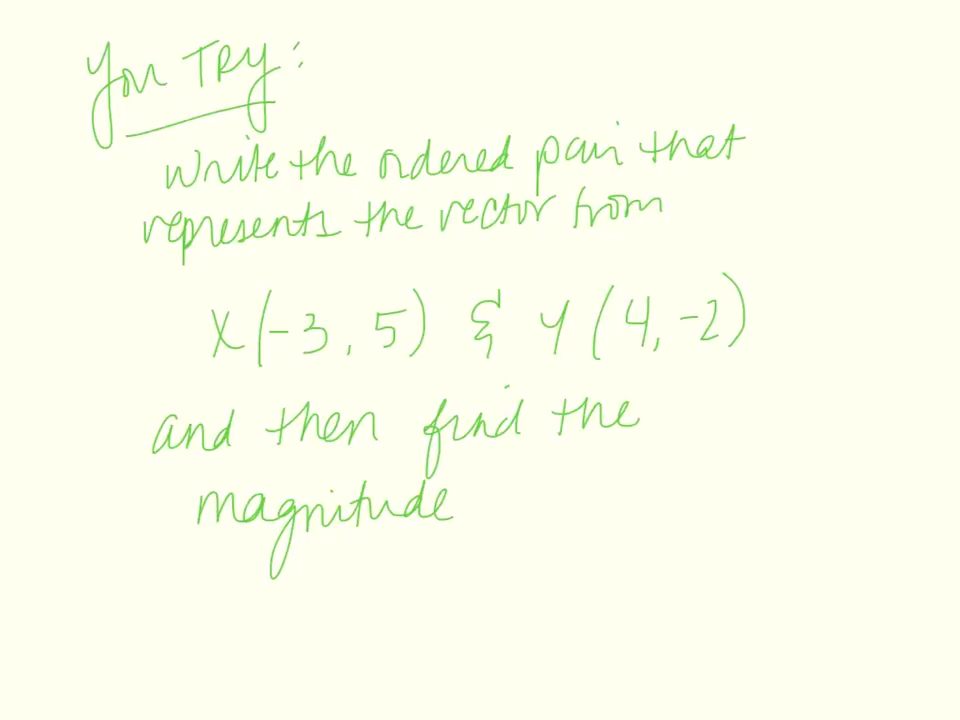 You TRY:
Write the ordered pair that
represents the vector from
X(-3, 5) & Y(4, -2)
and then find the
magnitude